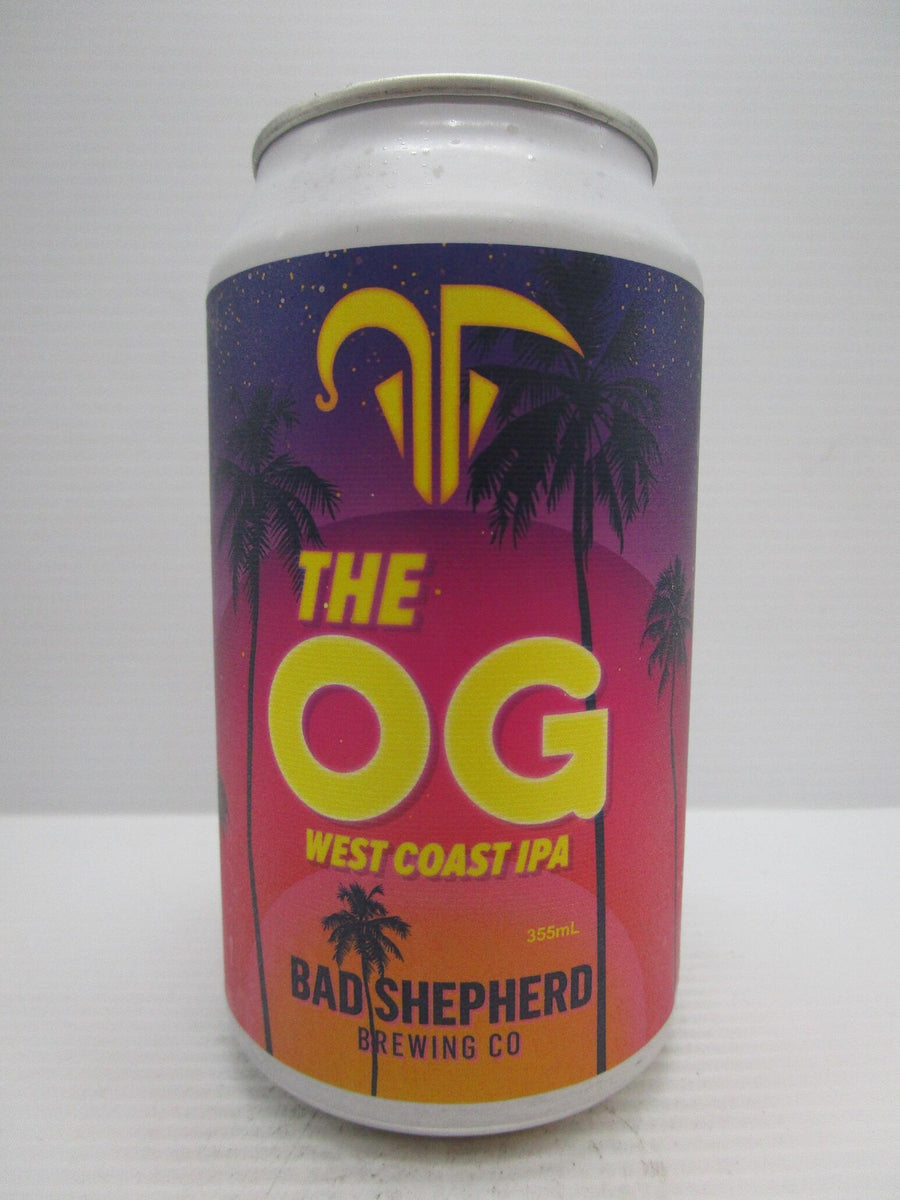 THE
OG
WEST COAST IPA
355mL
BAD SHEPHERD
BREWING CO